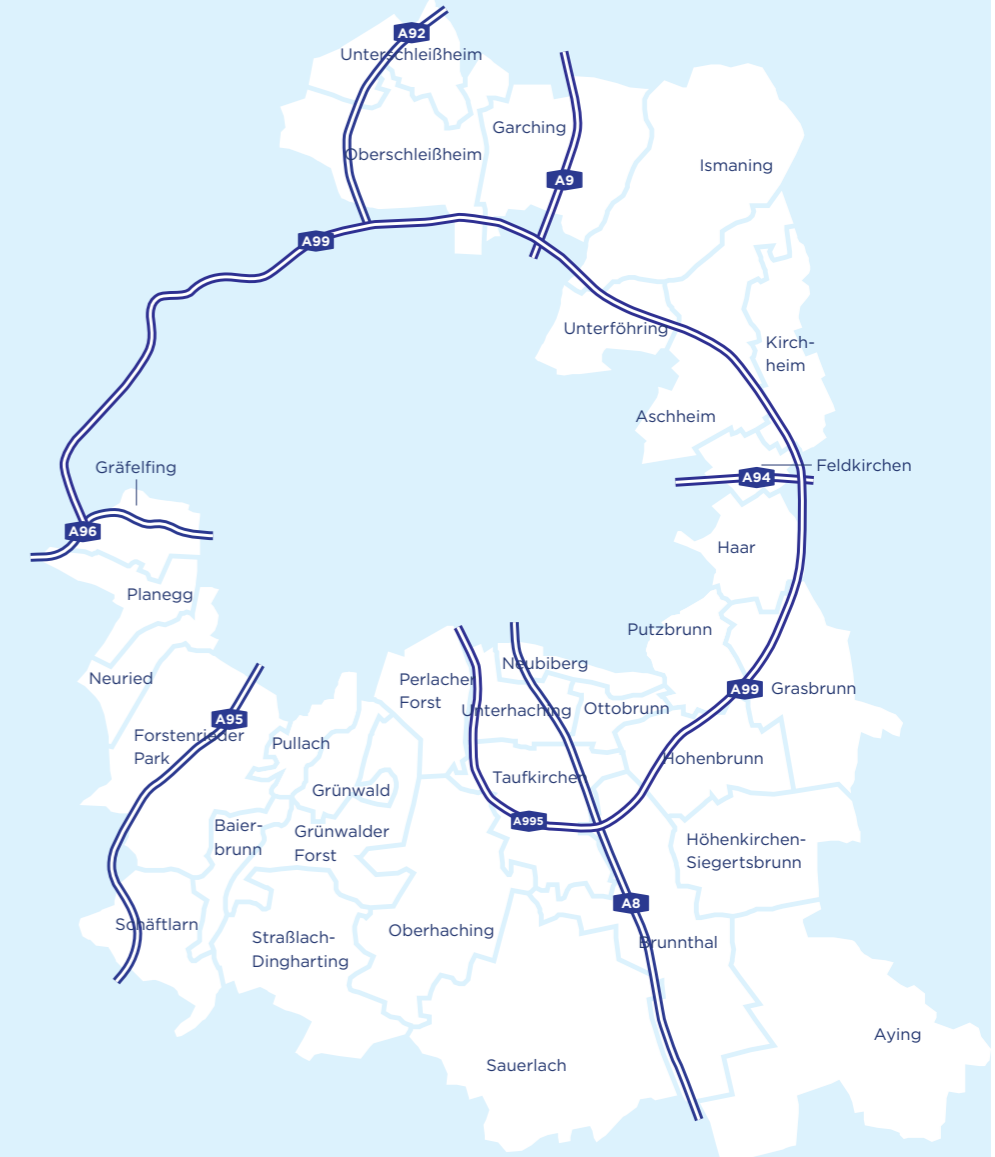 A92
Unterschleißheim
Garching
Oberschleißheim
Ismaning
A9
A99
Unterföhring
Kirch-
heim
Aschheim
Gräfelfing
Feldkirchen
A94
A96
Haar
Planegg
Putzbrunn
Neubiberg
Neuried
Perlacher
Forst
A99
Grasbrunn
Unterhaching
Ottobrunn
A95
Forstenrieder
Park
Pullach
Hohenbrunn
Taufkirchen
Grünwald
A995
Baier-
brunn
Grünwalder
Forst
Höhenkirchen-
Siegertsbrunn
A8
Schäftlarn
Oberhaching
Straßlach-
Dingharting
Brunnthal
Aying
Sauerlach